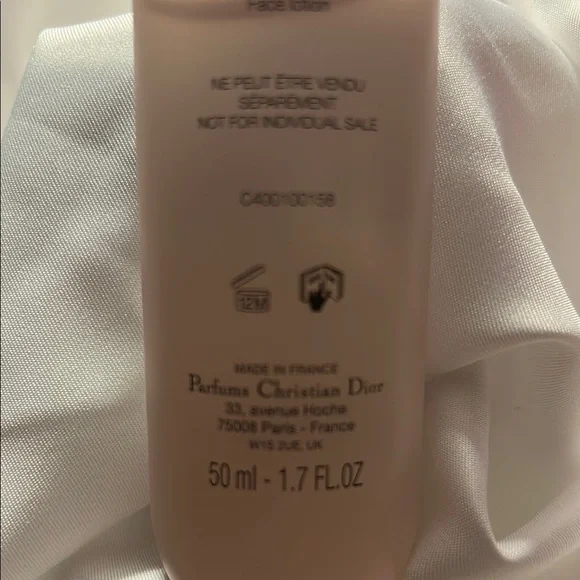 Face lotion
NE PEUT ÊTRE VENDU
SÉPARÉMENT
NOT FOR INDIVIDUAL SALE
C400100158
12M
MADE IN FRANCE
Parfums Christian Dior
33, avenue Hoche
75008 Paris - France
W1S 2UE, UK
50 ml - 1.7 FL.OZ